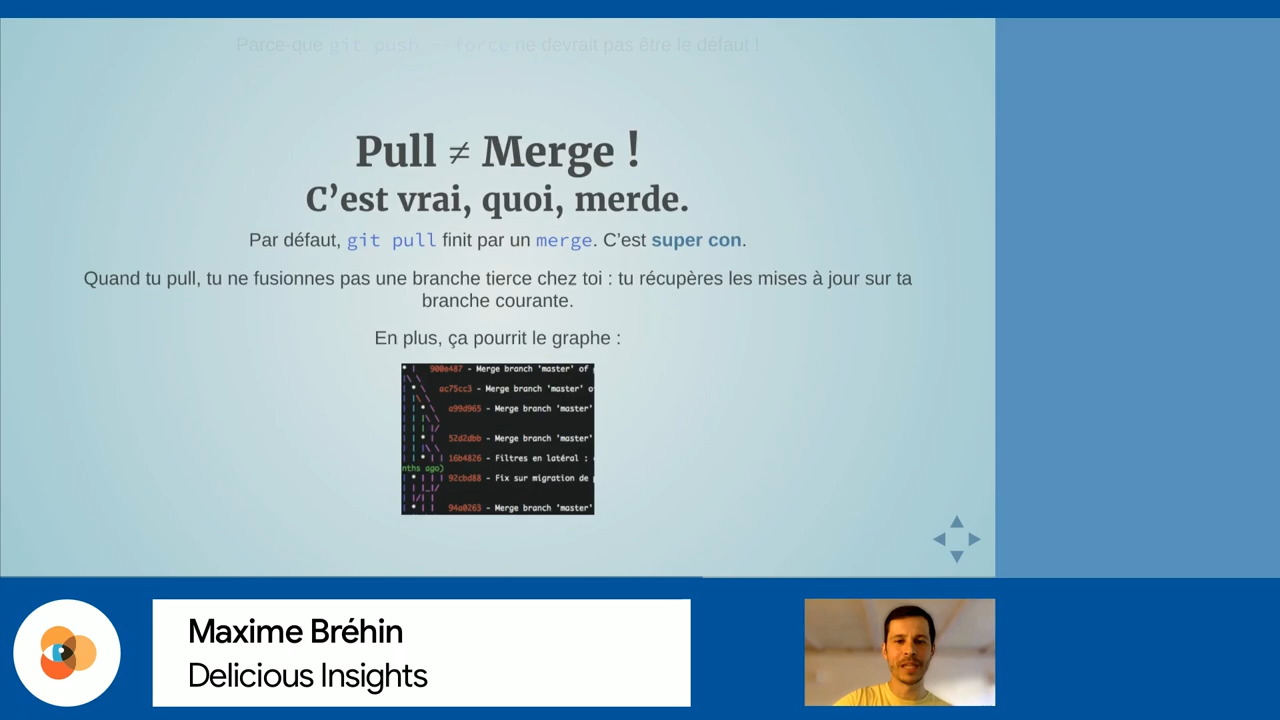 Parce-que git push --force ne devrait pas être le défaut !
Pull ≠ Merge !
C’est vrai, quoi, merde.
Par défaut, git pull finit par un merge. C’est super con.
Quand tu pull, tu ne fusionnes pas une branche tierce chez toi : tu récupères les mises à jour sur ta
branche courante.
En plus, ça pourrit le graphe :
900e487 - Merge branch 'master' of
ac75cc3 - Merge branch 'master' o
a99d965 - Merge branch 'master'
52d2dbb - Merge branch 'master'
16b4826 - Filtres en latéral :
nths ago)
92cbd88 - Fix sur migration de
94a0263 - Merge branch 'master'
Maxime Bréhin
Delicious Insights